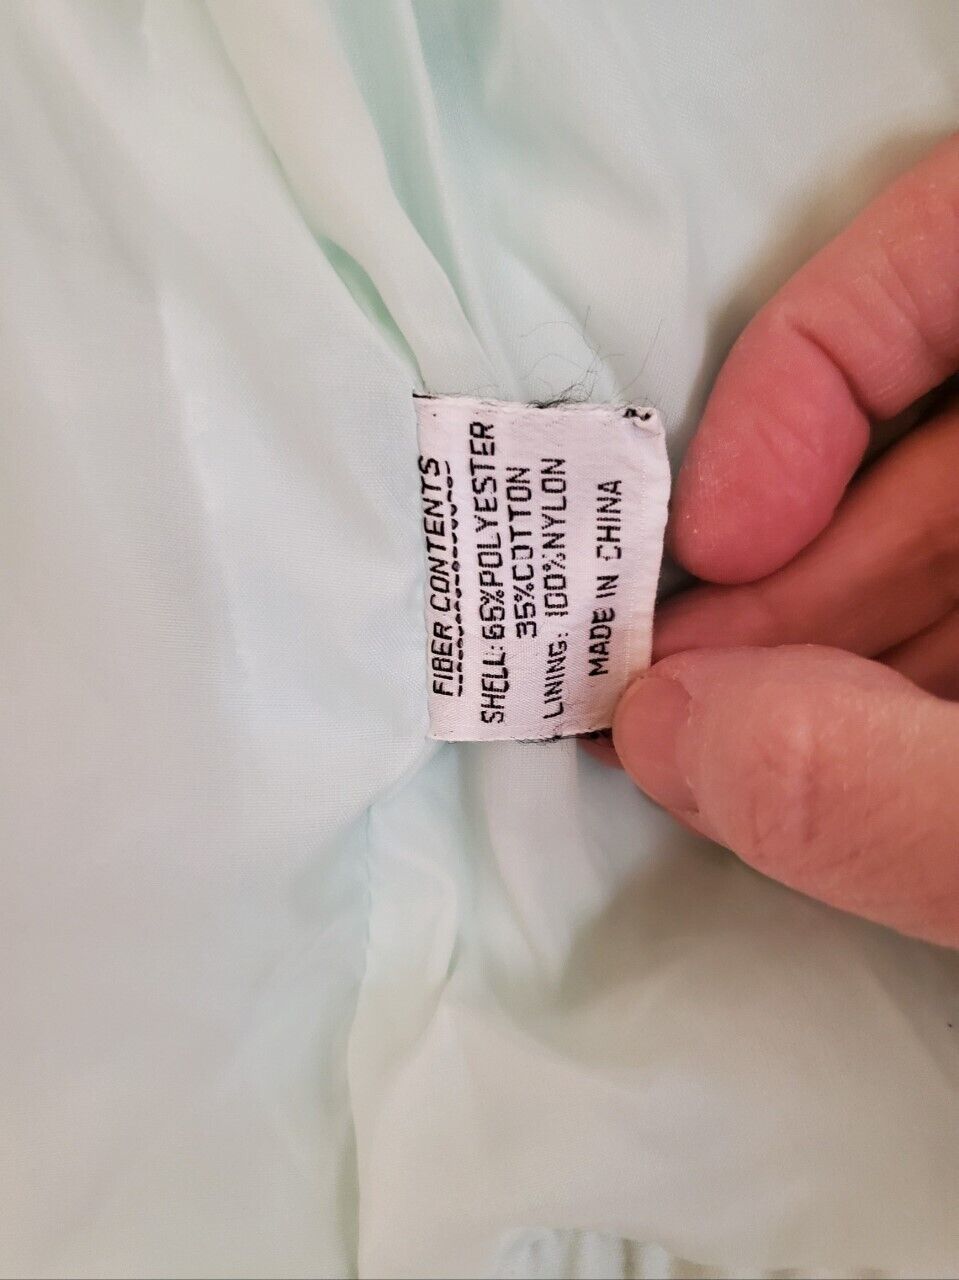 FIBER CONTENTS
SHELL: 65%POLYESTER
35%COTTON
LINING: 100%NYLON
MADE IN CHINA